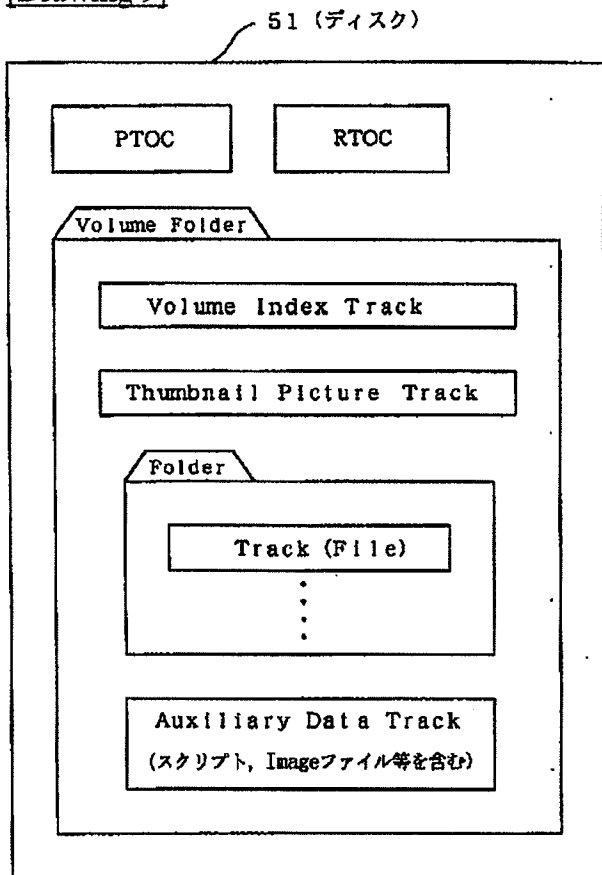 51 (ディスク)
PTOC
RTOC
Volume Folder
Volume Index Track
Thumbnail Picture Track
Folder
Track (File)
Auxiliary Data Track
(スクリプト, Imageファイル等を含む)